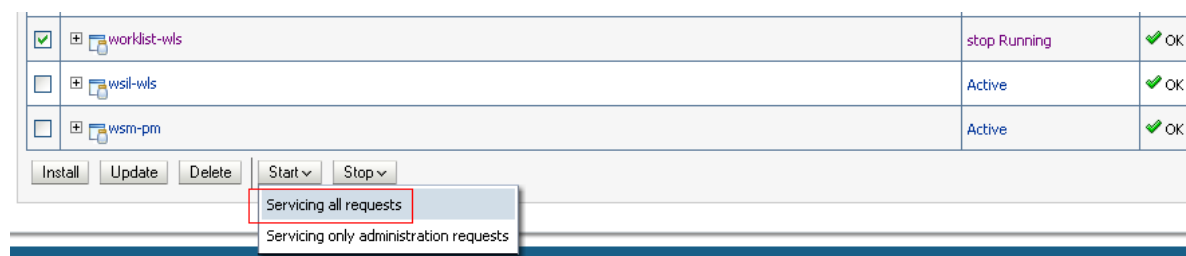 worklist-wls stop Running OK
wsil-wls Active OK
wsm-pm Active OK
Install Update Delete Start Stop
Servicing all requests
Servicing only administration requests